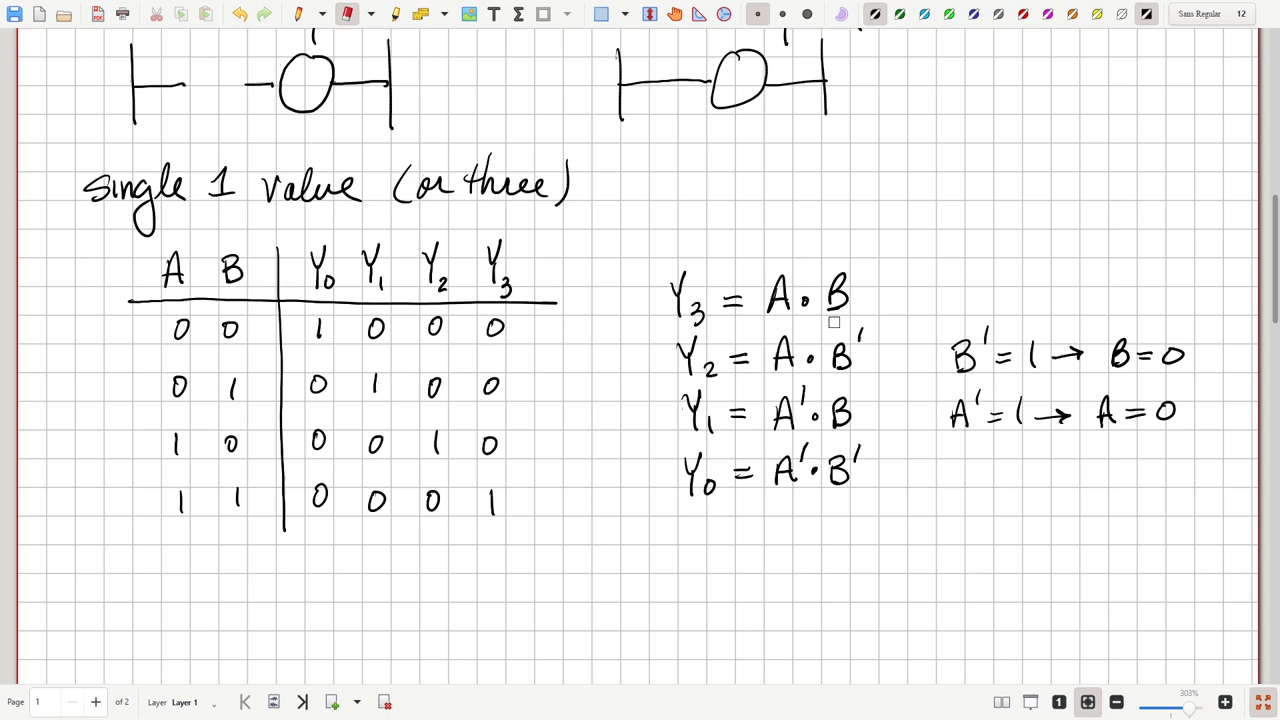 Sans Regular 12
single 1 value (or three)
A B Y0 Y1 Y2 Y3
0 0 1 0 0 0
0 1 0 1 0 0
1 0 0 0 1 0
1 1 0 0 0 1
Y3 = A · B
Y2 = A · B' B' = 1 → B = 0
Y1 = A' · B A' = 1 → A = 0
Y0 = A' · B'
Page 1 of 2 Layer Layer 1 303%